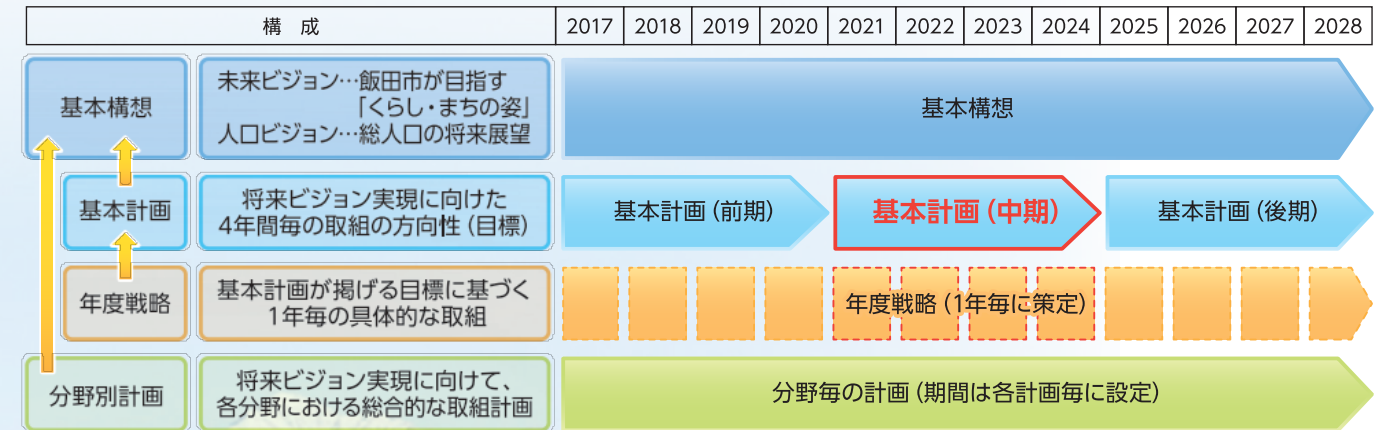 構 成 2017 2018 2019 2020 2021 2022 2023 2024 2025 2026 2027 2028
基本構想
未来ビジョン…飯田市が目指す
「くらし・まちの姿」
人口ビジョン…総人口の将来展望
基本構想
基本計画
将来ビジョン実現に向けた
4年間毎の取組の方向性（目標）
基本計画（前期）
基本計画（中期）
基本計画（後期）
年度戦略
基本計画が掲げる目標に基づく
1年毎の具体的な取組
年度戦略（1年毎に策定）
分野別計画
将来ビジョン実現に向けて、
各分野における総合的な取組計画
分野毎の計画（期間は各計画毎に設定）